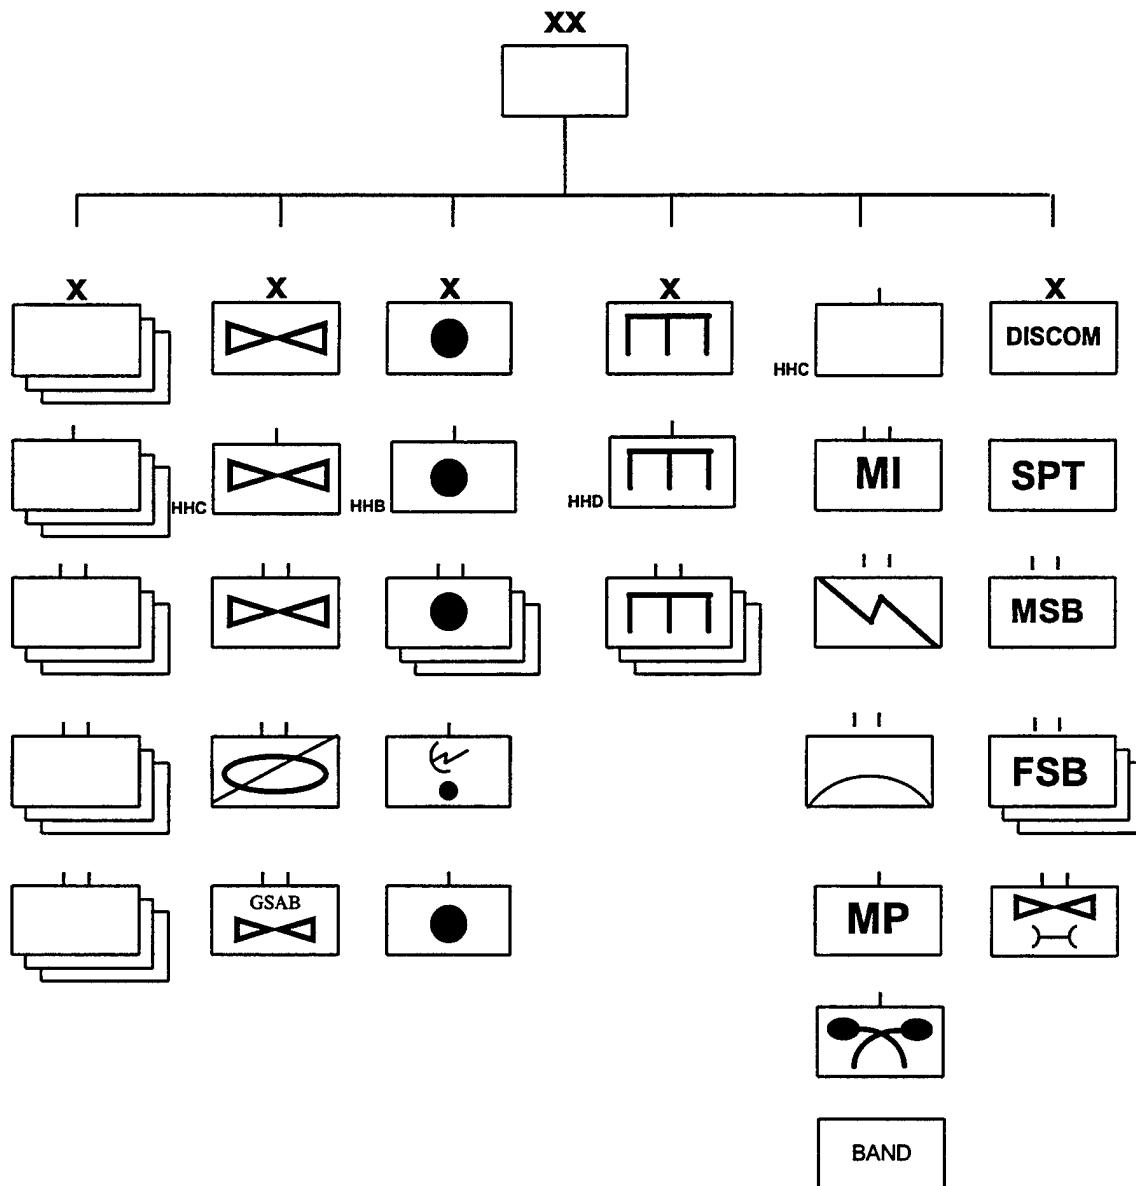 XX
X X X X X
DISCOM
HHC
HHC HHB HHD MI SPT
MSB
FSB
GSAB
MP
BAND